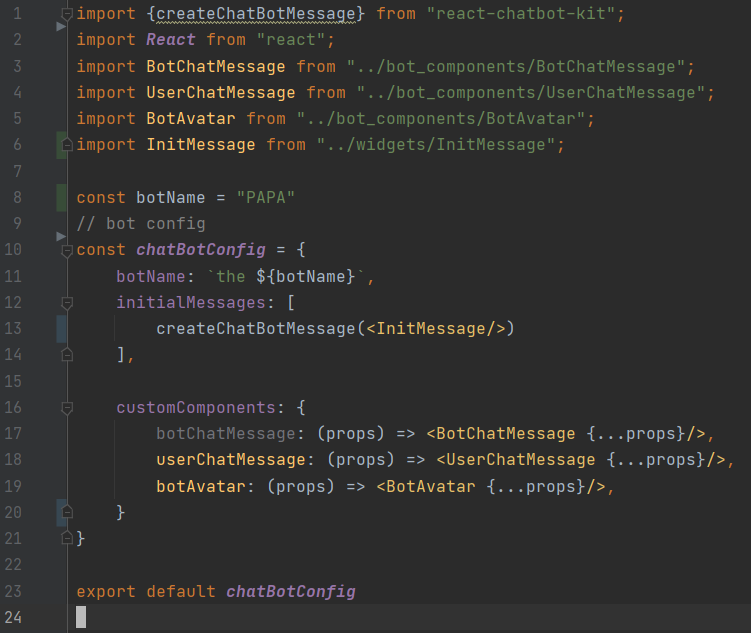 1 import {createChatBotMessage} from "react-chatbot-kit";
2 import React from "react";
3 import BotChatMessage from "../bot_components/BotChatMessage";
4 import UserChatMessage from "../bot_components/UserChatMessage";
5 import BotAvatar from "../bot_components/BotAvatar";
6 import InitMessage from "../widgets/InitMessage";
7
8 const botName = "PAPA"
9 // bot config
10 const chatBotConfig = {
11     botName: `the ${botName}`,
12     initialMessages: [
13         createChatBotMessage(<InitMessage/>)
14     ],
15
16     customComponents: {
17         botChatMessage: (props) => <BotChatMessage {...props}/>,
18         userChatMessage: (props) => <UserChatMessage {...props}/>,
19         botAvatar: (props) => <BotAvatar {...props}/>,
20     }
21 }
22
23 export default chatBotConfig
24